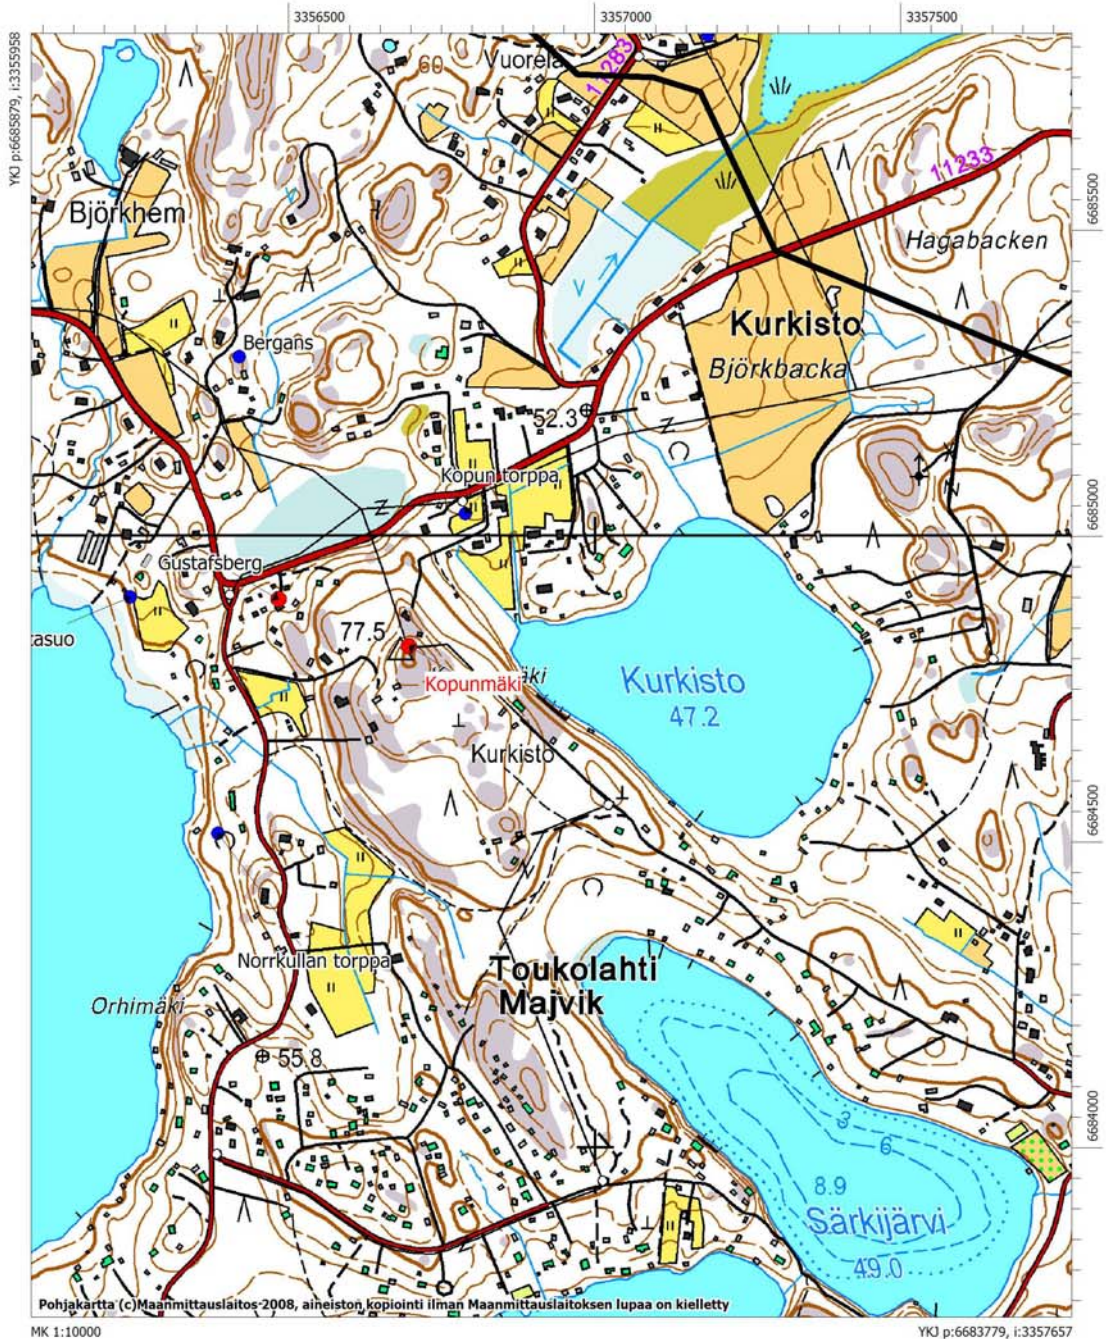 3356500
3357000
3357500
YKJ p:6685879, i:3355958
60
Vuorela
11283
11233
6685500
Björkhem
Hagabacken
Kurkisto
Bergans
Björkbacka
52.3
Kopun torppa
6685000
Gustafsberg
77.5
Kopunmäki
Kurkisto
47.2
Kurkisto
6684500
Norrkullan torppa
Toukolahti
Majvik
Orhimäki
55.8
6684000
3
6
8.9
Särkijärvi
49.0
Pohjakartta (c)Maanmittauslaitos-2008, aineiston kopiointi ilman Maanmittauslaitoksen lupaa on kielletty
MK 1:10000
YKJ p:6683779, i:3357657